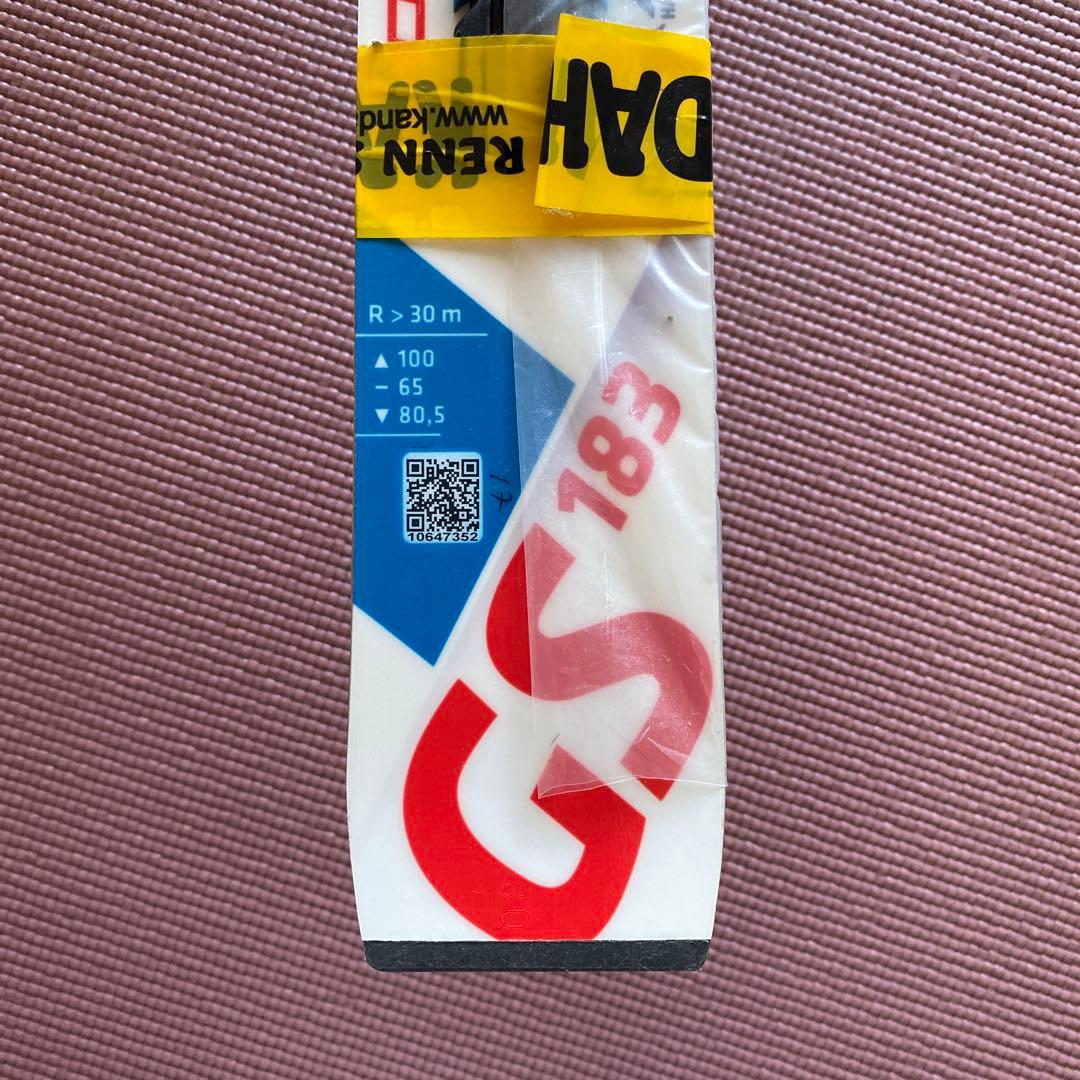 DAH
www.kand
RENN
R > 30 m
▲ 100
– 65
▼ 80,5
10647352
183
GS